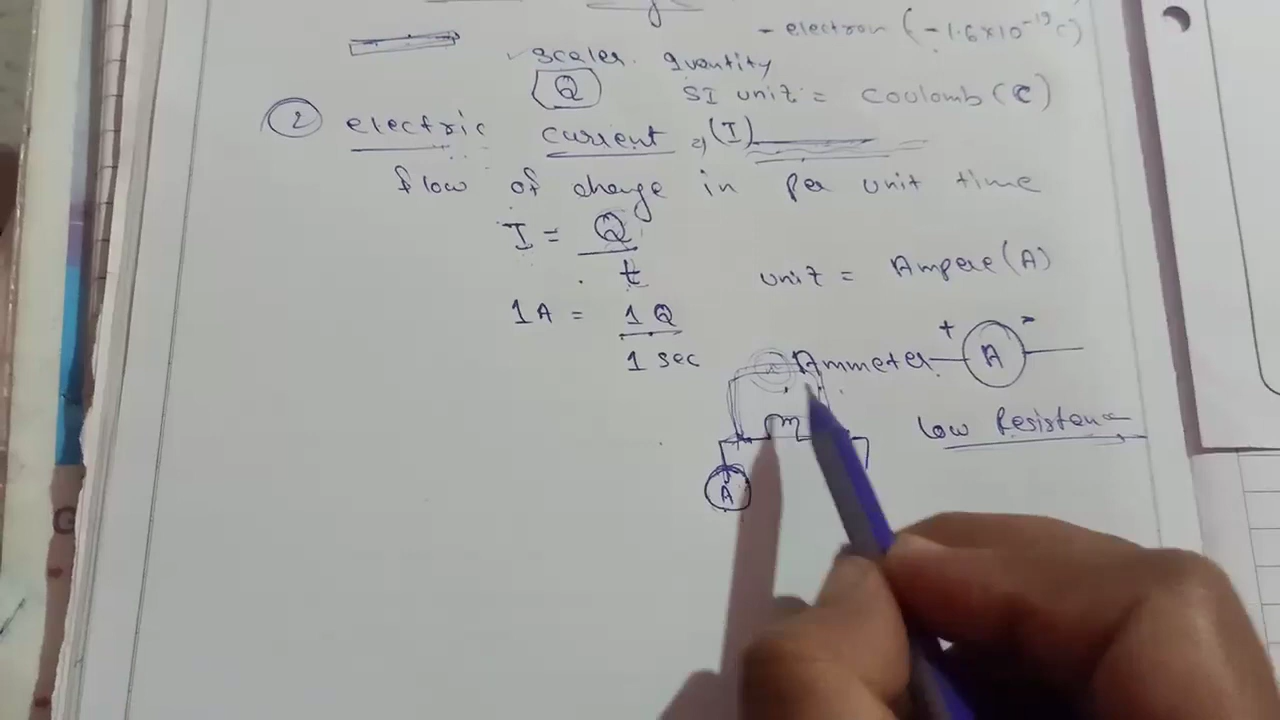 - electron (-1.6×10⁻¹⁹C)
scaler. quantity
Q SI unit = Coulomb (C)
2 electric current (I)
flow of charge in per unit time
I = Q
t
unit = Ampere (A)
1A = 1Q
1 sec
Ammeter + A -
Low Resistance
A
G